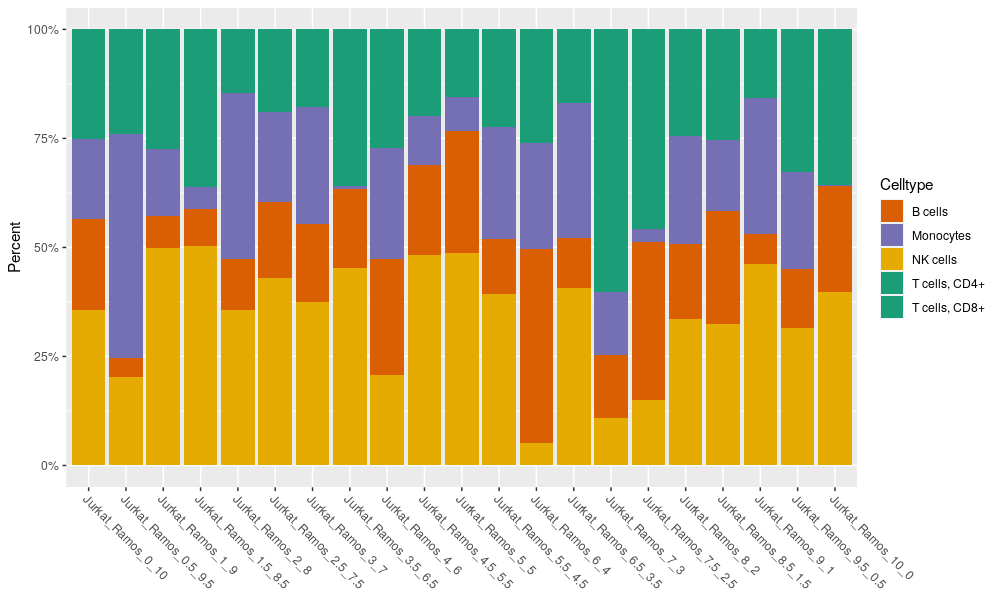 100%
75%
50%
25%
0%
Percent
Jurkat_Ramos_0_10
Jurkat_Ramos_0.5_9.5
Jurkat_Ramos_1_9
Jurkat_Ramos_1.5_8.5
Jurkat_Ramos_2_8
Jurkat_Ramos_2.5_7.5
Jurkat_Ramos_3_7
Jurkat_Ramos_3.5_6.5
Jurkat_Ramos_4_6
Jurkat_Ramos_4.5_5.5
Jurkat_Ramos_5_5
Jurkat_Ramos_5.5_4.5
Jurkat_Ramos_6_4
Jurkat_Ramos_6.5_3.5
Jurkat_Ramos_7_3
Jurkat_Ramos_7.5_2.5
Jurkat_Ramos_8_2
Jurkat_Ramos_8.5_1.5
Jurkat_Ramos_9_1
Jurkat_Ramos_9.5_0.5
Jurkat_Ramos_10_0
Celltype
B cells
Monocytes
NK cells
T cells, CD4+
T cells, CD8+